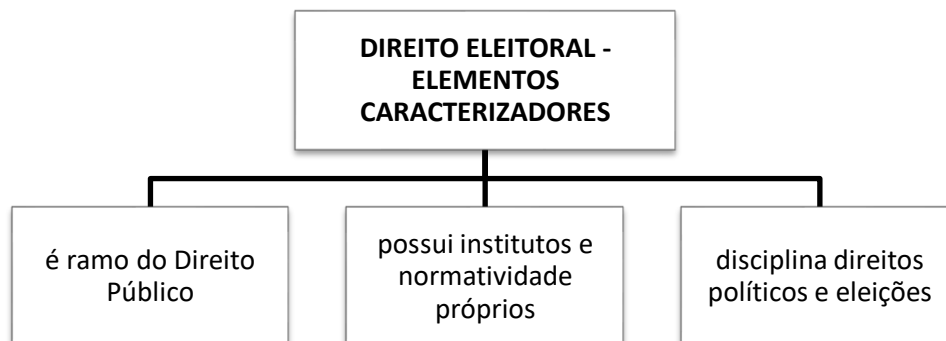 DIREITO ELEITORAL -
ELEMENTOS
CARACTERIZADORES
é ramo do Direito
Público
possui institutos e
normatividade
próprios
disciplina direitos
políticos e eleições